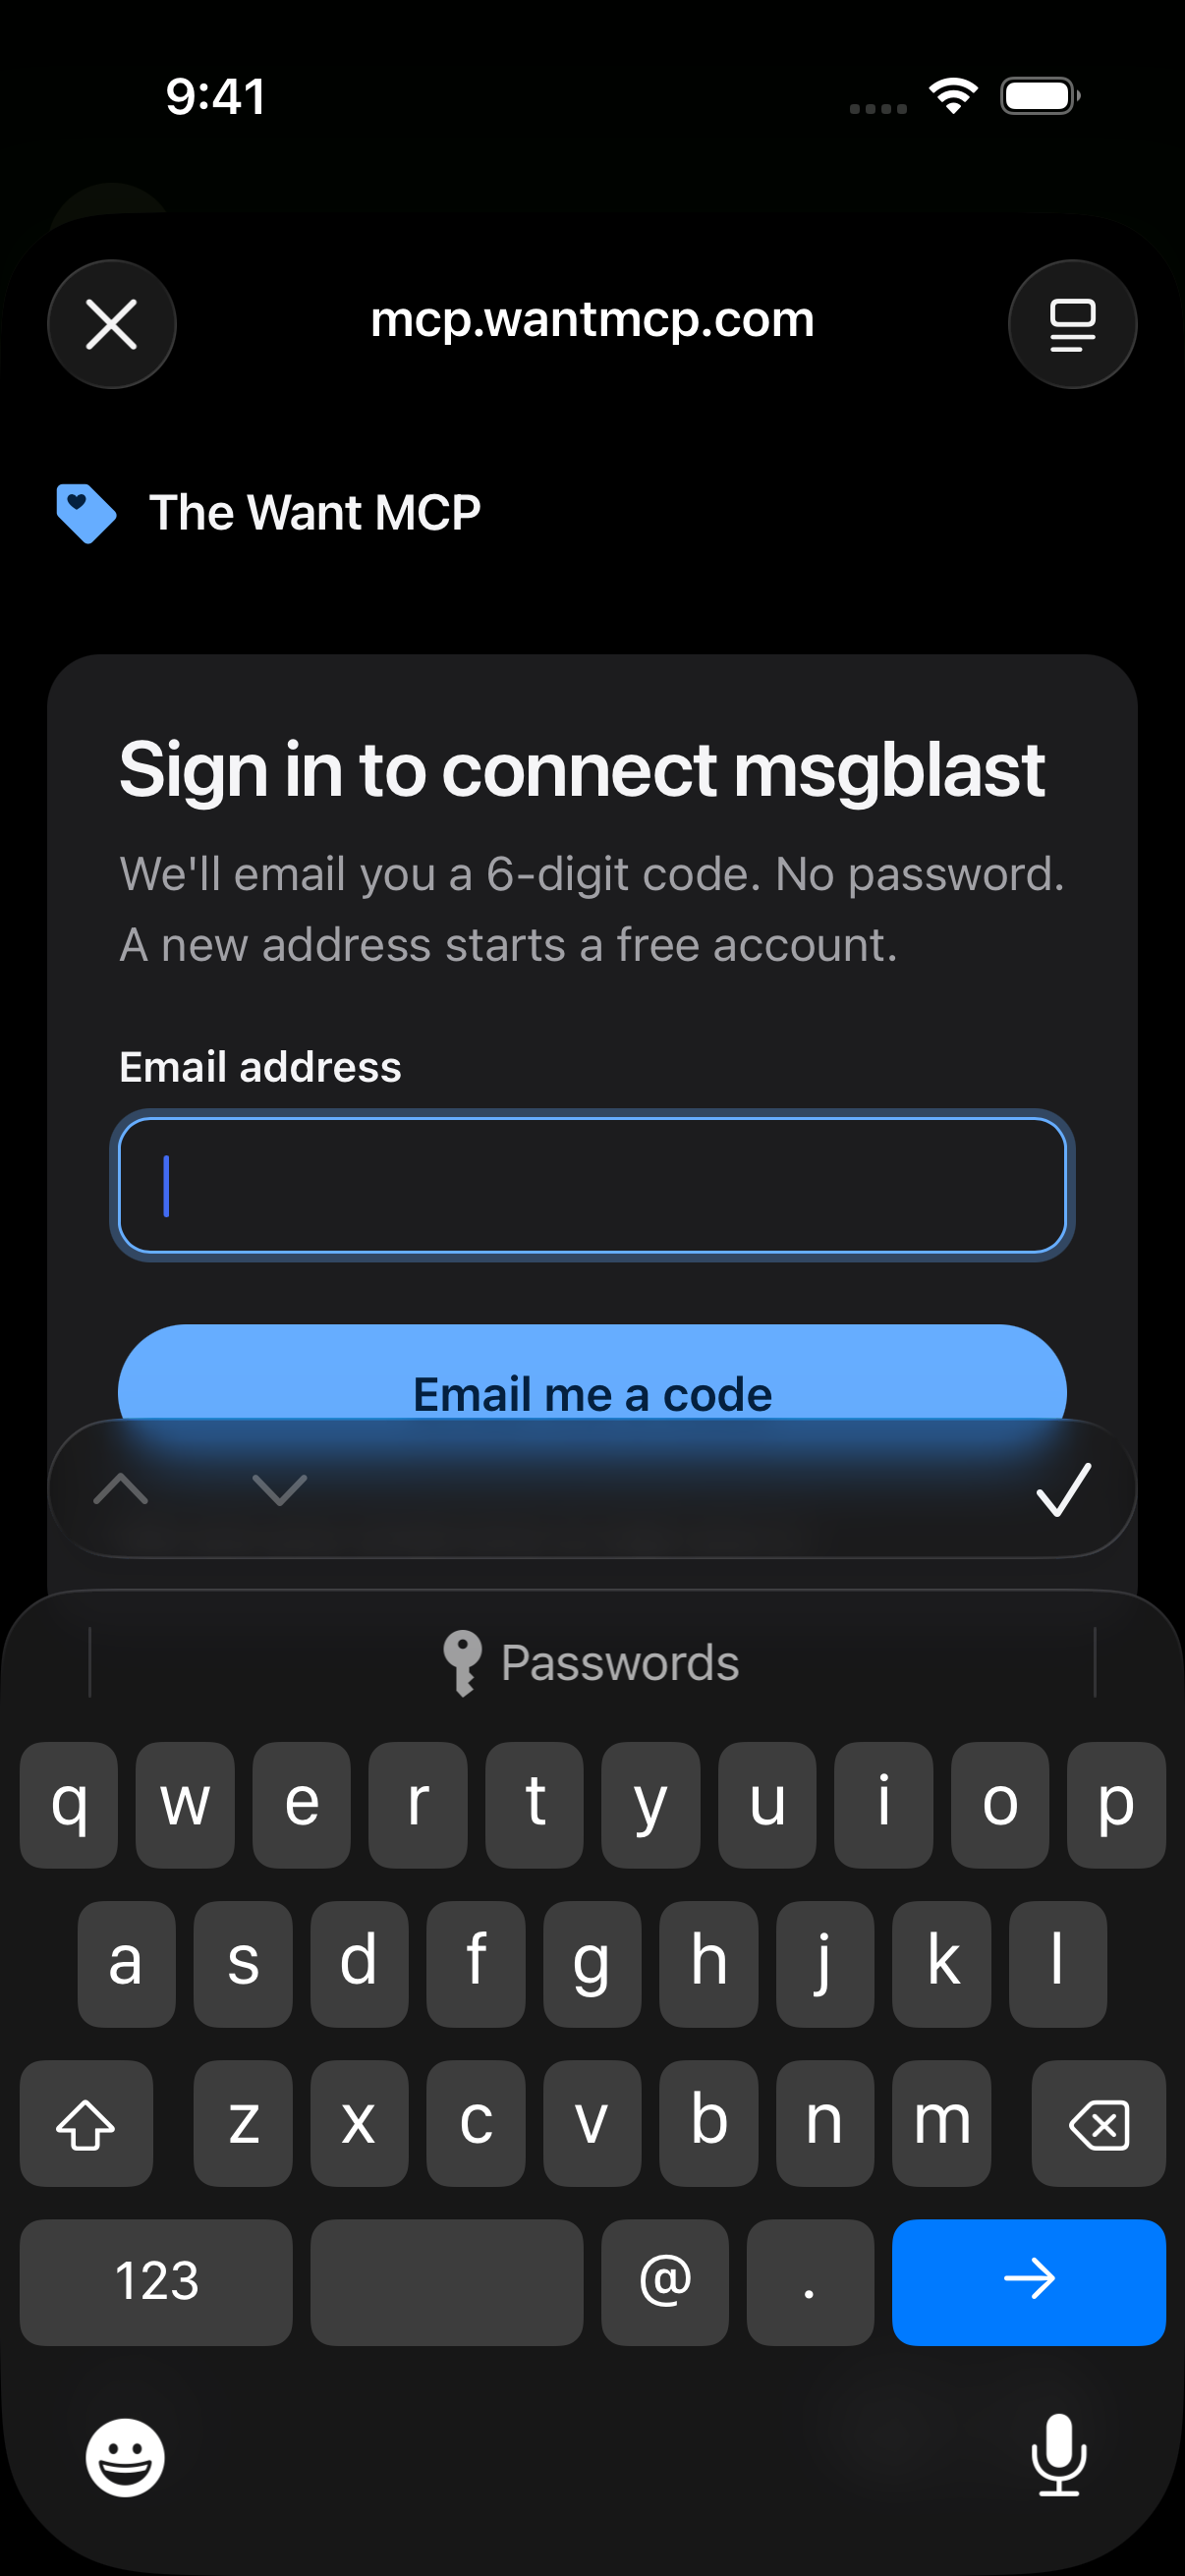 9:41
mcp.wantmcp.com
The Want MCP
Sign in to connect msgblast
We'll email you a 6-digit code. No password.
A new address starts a free account.
Email address
Email me a code
Passwords
q w e r t y u i o p
a s d f g h j k l
z x c v b n m
123 @ .